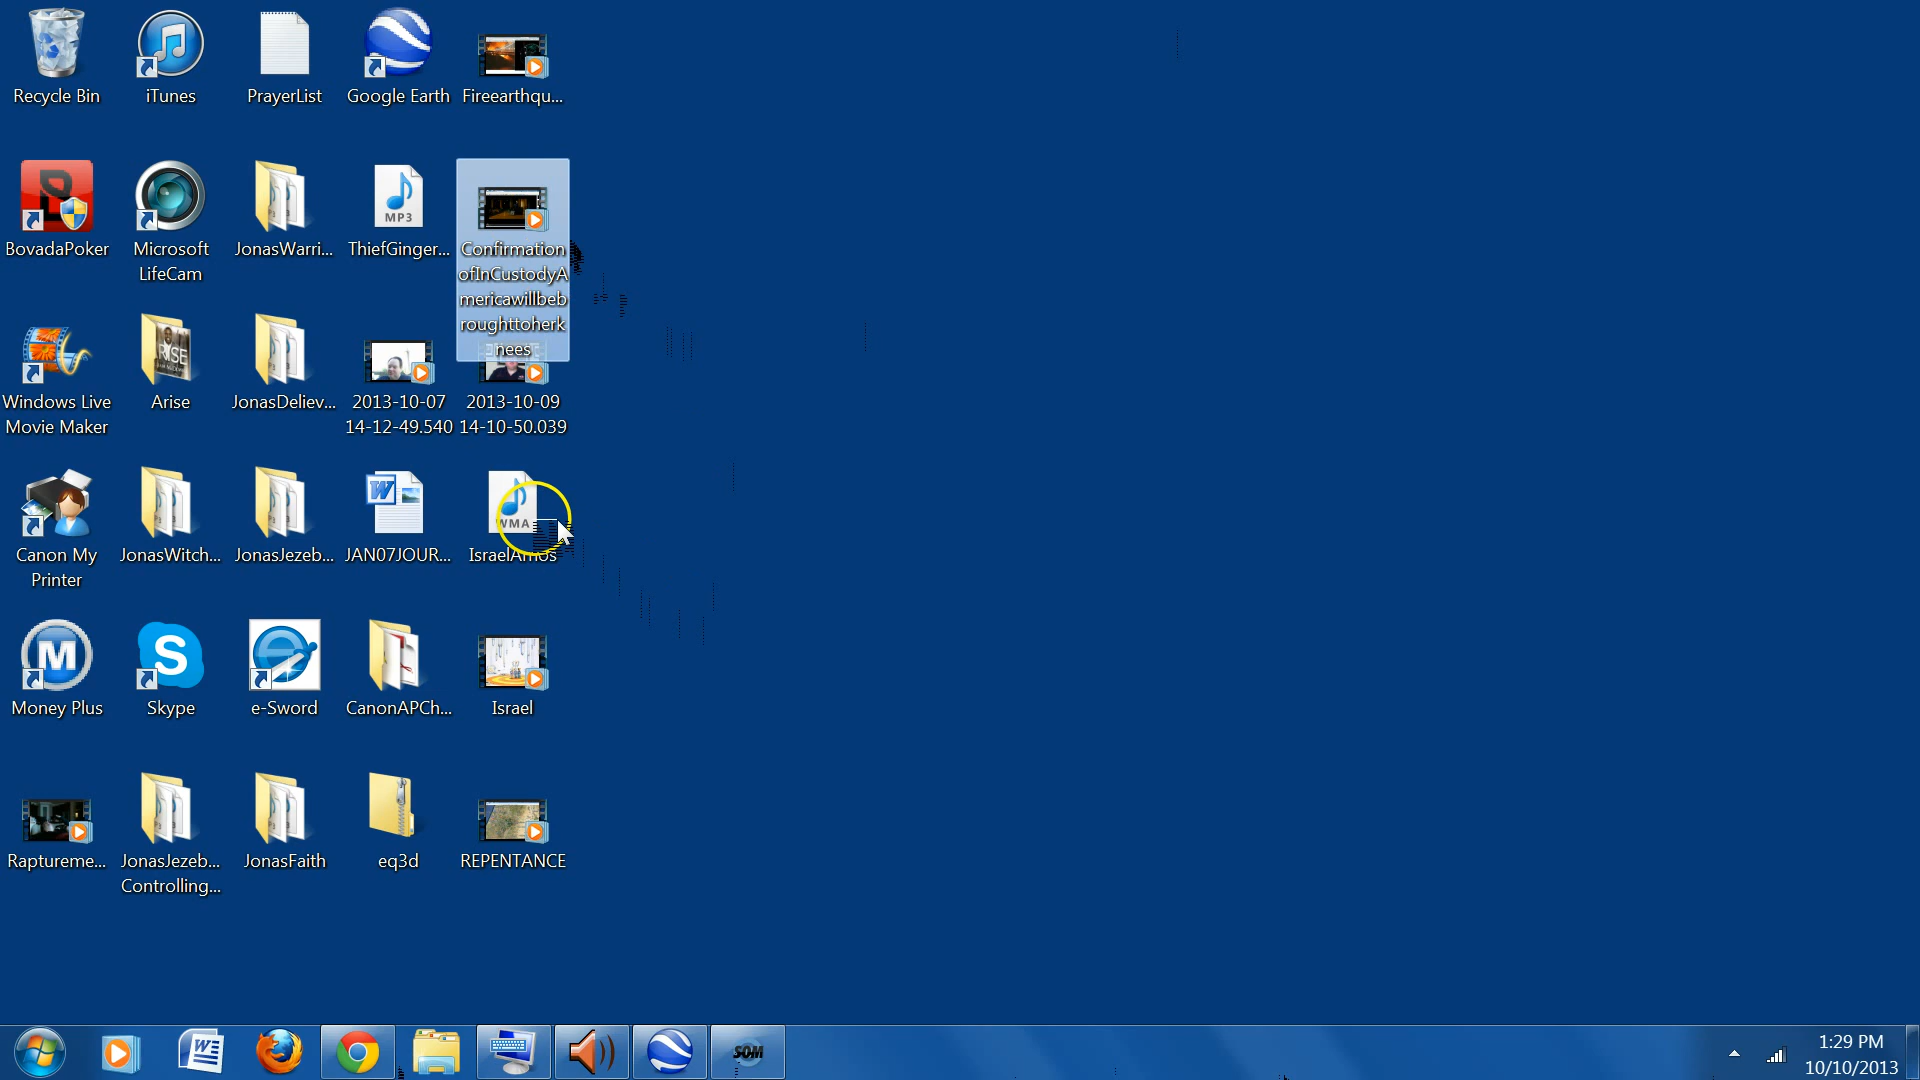 Recycle Bin
iTunes
PrayerList
Google Earth
Fireearthqu...
BovadaPoker
Microsoft
LifeCam
JonasWarri...
MP3
ThiefGinger...
Confirmation
ofInCustodyA
mericawillbeb
roughttoherk
nees
Windows Live
Movie Maker
RISE
Arise
JonasDeliev...
2013-10-07
14-12-49.540
2013-10-09
14-10-50.039
Canon My
Printer
JonasWitch...
JonasJezeb...
W
JAN07JOUR...
WMA
IsraelAmos
M
Money Plus
S
Skype
e-Sword
CanonAPCh...
Israel
Raptureme...
JonasJezeb...
Controlling...
JonasFaith
eq3d
REPENTANCE
W
SOM
1:29 PM
10/10/2013